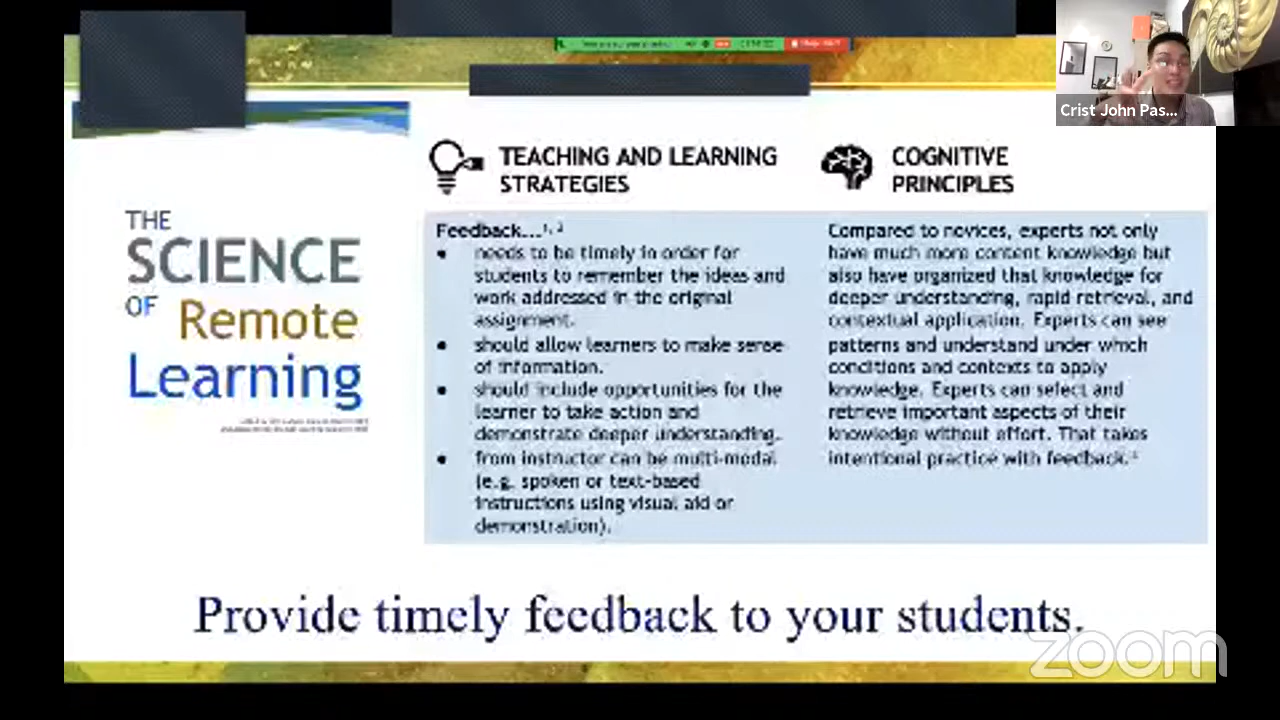 Crist John Pas...
THE
SCIENCE
OF Remote
Learning
TEACHING AND LEARNING
STRATEGIES
Feedback...1, 2
● needs to be timely in order for
students to remember the ideas and
work addressed in the original
assignment.
● should allow learners to make sense
of information.
● should include opportunities for the
learner to take action and
demonstrate deeper understanding.
● from instructor can be multi-modal
(e.g. spoken or text-based
instructions using visual aid or
demonstration).
COGNITIVE
PRINCIPLES
Compared to novices, experts not only
have much more content knowledge but
also have organized that knowledge for
deeper understanding, rapid retrieval, and
contextual application. Experts can see
patterns and understand under which
conditions and contexts to apply
knowledge. Experts can select and
retrieve important aspects of their
knowledge without effort. That takes
intentional practice with feedback.
Provide timely feedback to your students.
zoom